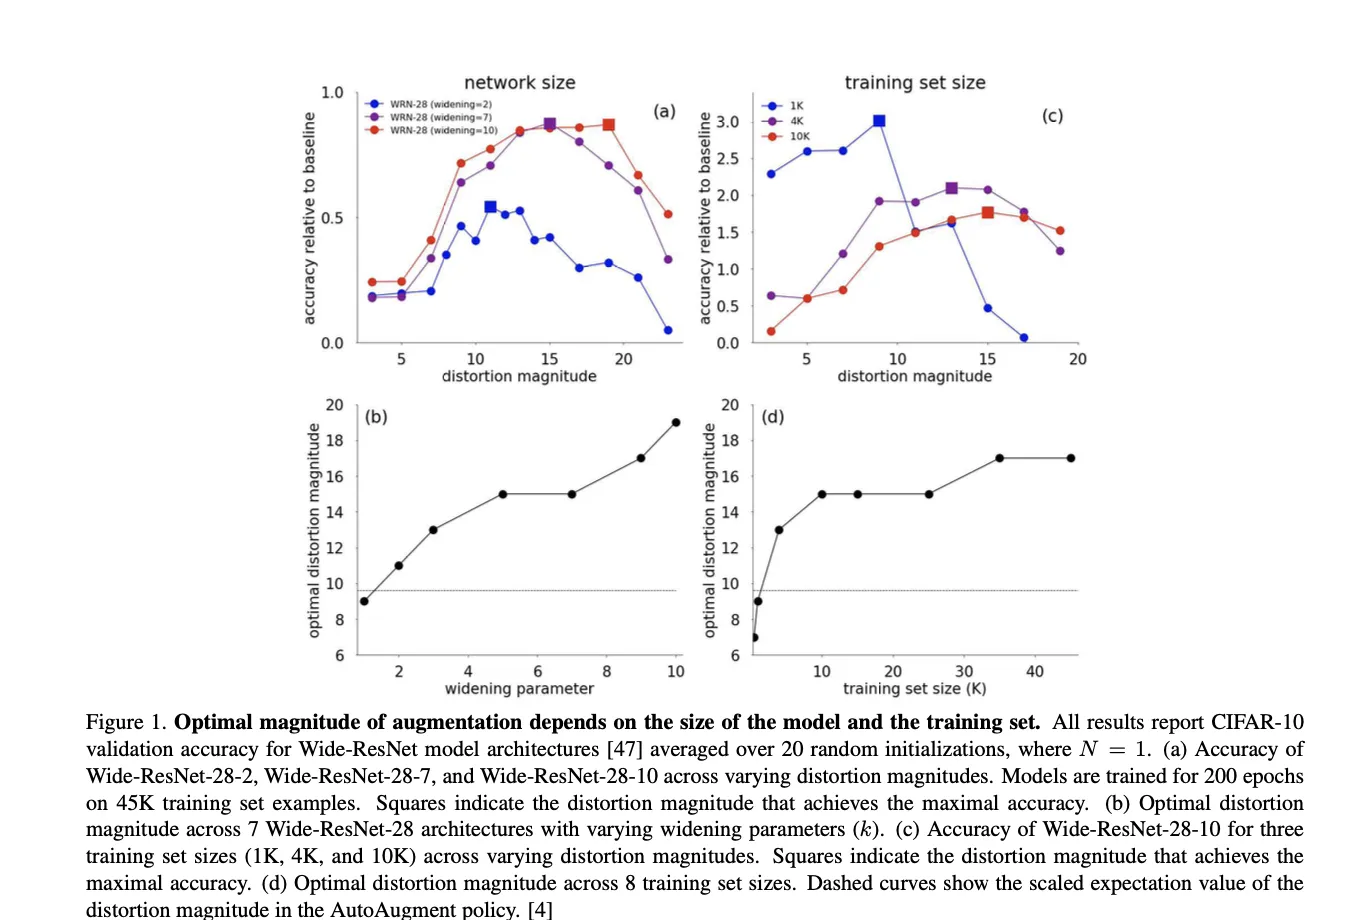 network size
1.0
0.5
0.0
WRN-28 (widening=2)
WRN-28 (widening=7)
WRN-28 (widening=10)
(a)
accuracy relative to baseline
5 10 15 20
distortion magnitude
training set size
3.0
2.5
2.0
1.5
1.0
0.5
0.0
1K
4K
10K
(c)
accuracy relative to baseline
5 10 15 20
distortion magnitude
20
18
16
14
12
10
8
6
(b)
optimal distortion magnitude
2 4 6 8 10
widening parameter
20
18
16
14
12
10
8
6
(d)
optimal distortion magnitude
10 20 30 40
training set size (K)
Figure 1. Optimal magnitude of augmentation depends on the size of the model and the training set. All results report CIFAR-10
validation accuracy for Wide-ResNet model architectures [47] averaged over 20 random initializations, where N = 1. (a) Accuracy of
Wide-ResNet-28-2, Wide-ResNet-28-7, and Wide-ResNet-28-10 across varying distortion magnitudes. Models are trained for 200 epochs
on 45K training set examples. Squares indicate the distortion magnitude that achieves the maximal accuracy. (b) Optimal distortion
magnitude across 7 Wide-ResNet-28 architectures with varying widening parameters (k). (c) Accuracy of Wide-ResNet-28-10 for three
training set sizes (1K, 4K, and 10K) across varying distortion magnitudes. Squares indicate the distortion magnitude that achieves the
maximal accuracy. (d) Optimal distortion magnitude across 8 training set sizes. Dashed curves show the scaled expectation value of the
distortion magnitude in the AutoAugment policy. [4]